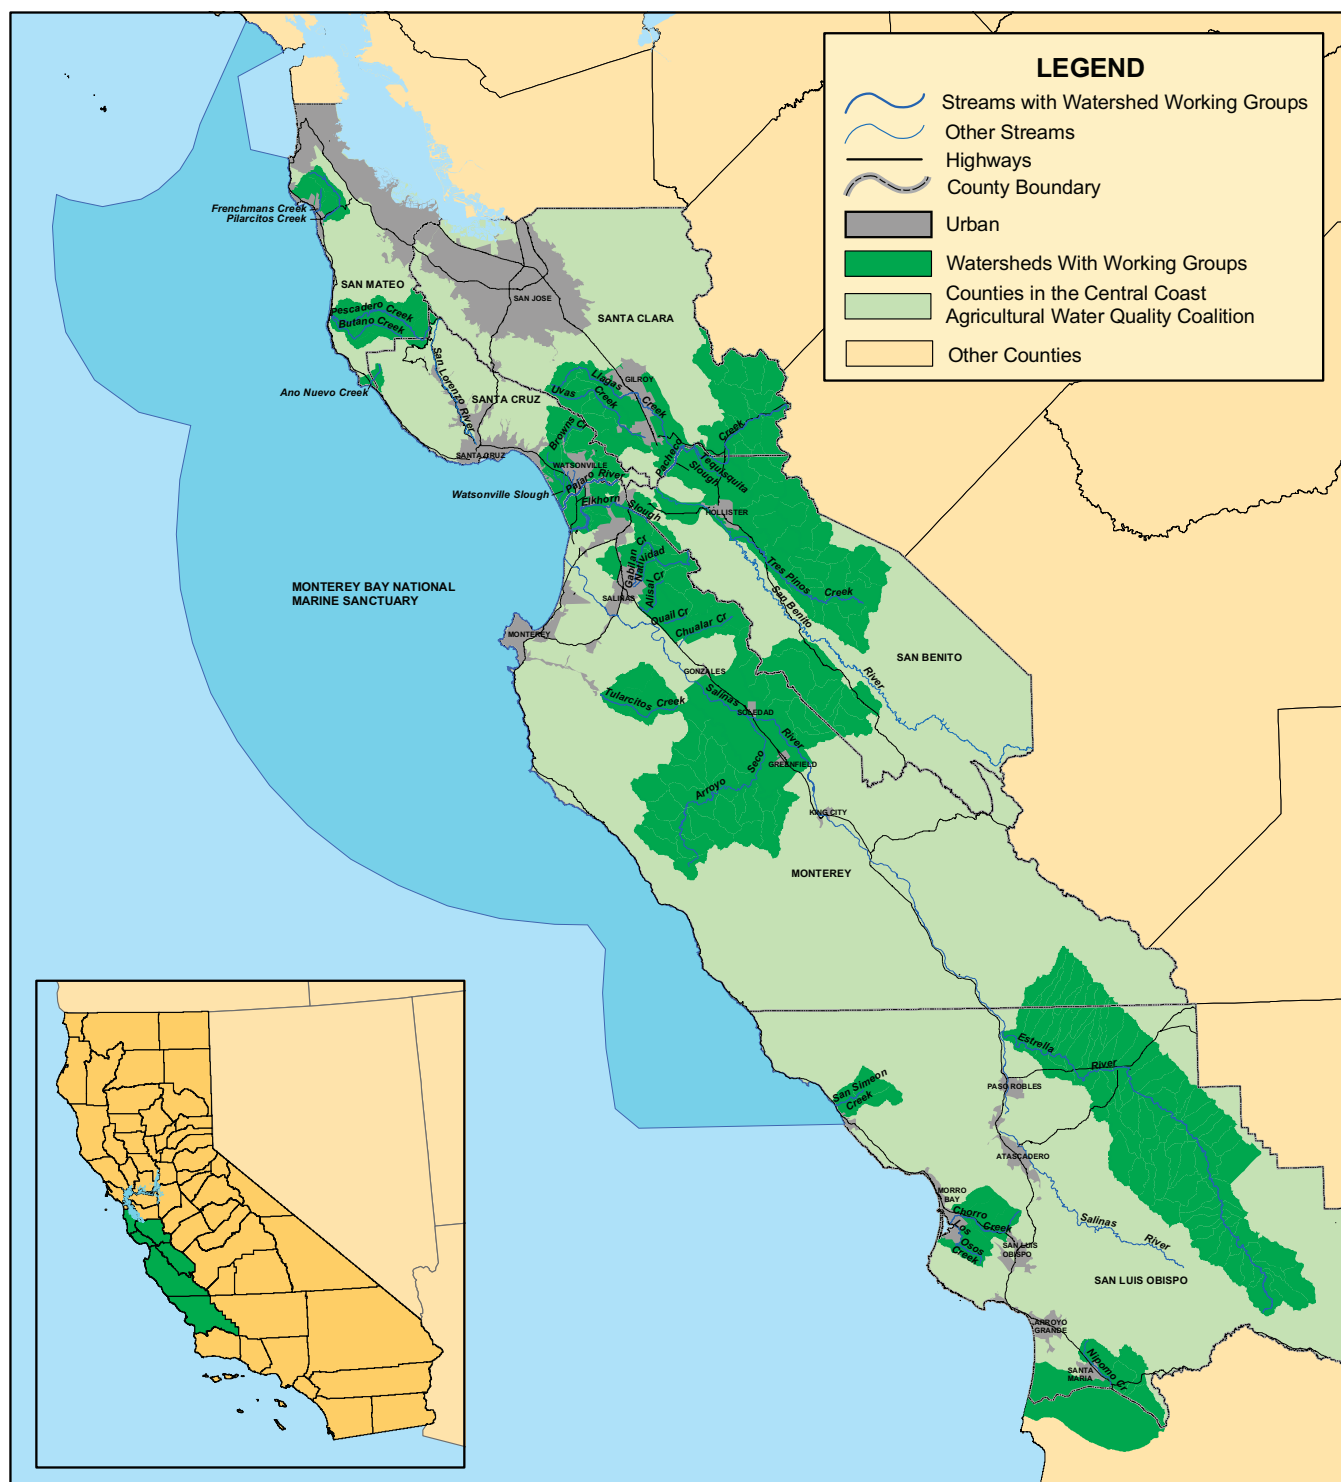 LEGEND
Streams with Watershed Working Groups
Other Streams
Highways
County Boundary
Urban
Watersheds With Working Groups
Counties in the Central Coast
Agricultural Water Quality Coalition
Other Counties
Frenchmans Creek
Pilarcitos Creek
SAN MATEO
SAN JOSE
Pescadero Creek
Butano Creek
SANTA CLARA
San Lorenzo River
Ano Nuevo Creek
SANTA CRUZ
Uvas
Creek
Llagas
Creek
GILROY
Browns Cr
SANTA CRUZ
WATSONVILLE
Pacheco
Creek
Tequisquita
Slough
Watsonville Slough
Pajaro River
Elkhorn
Slough
HOLLISTER
Gabilan
Cr
Natividad
Cr
Alisal
SALINAS
Tres Pinos
Creek
MONTEREY BAY NATIONAL
MARINE SANCTUARY
Quail Cr
Chualar Cr
San Benito
River
MONTEREY
SAN BENITO
GONZALES
Tularcitos Creek
Salinas
River
SOLEDAD
Arroyo
Seco
GREENFIELD
KING CITY
MONTEREY
Estrella
River
San Simeon
Creek
PASO ROBLES
ATASCADERO
MORRO
BAY
Chorro
Creek
Los
Osos
Creek
SAN LUIS
OBISPO
Salinas
River
SAN LUIS OBISPO
ARROYO
GRANDE
Nipomo Cr
SANTA
MARIA